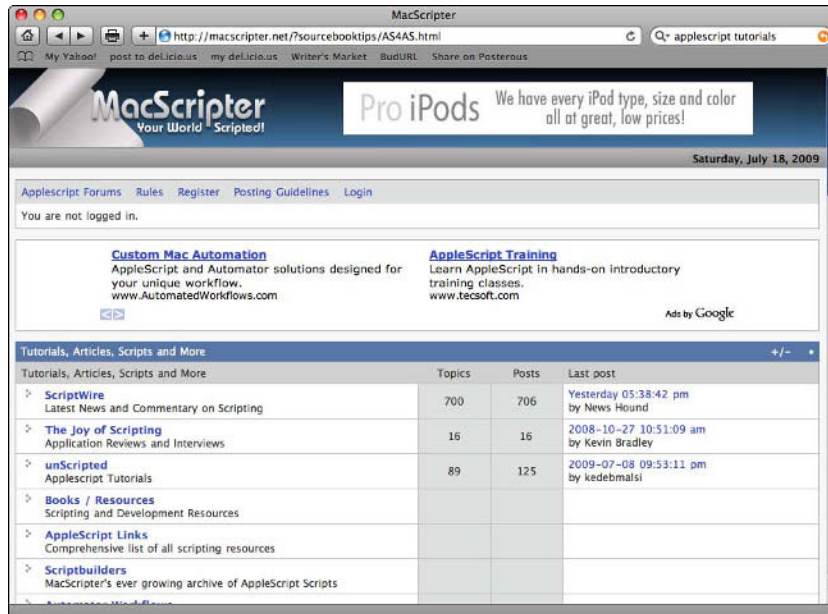 MacScripter
http://macscripter.net/?sourcebooktips/AS4AS.html
applescript tutorials
My Yahoo! post to del.icio.us my del.icio.us Writer's Market BudURL Share on Posterous
MacScripter
Your World Scripted!
Pro iPods
We have every iPod type, size and color
all at great, low prices!
Saturday, July 18, 2009
Applescript Forums Rules Register Posting Guidelines Login
You are not logged in.
Custom Mac Automation
AppleScript and Automator solutions designed for
your unique workflow.
www.AutomatedWorkflows.com
AppleScript Training
Learn AppleScript in hands-on introductory
training classes.
www.tecsoft.com
Ads by Google
Tutorials, Articles, Scripts and More +/- •
Tutorials, Articles, Scripts and More Topics Posts Last post
ScriptWire
Latest News and Commentary on Scripting
700 706
Yesterday 05:38:42 pm
by News Hound
The Joy of Scripting
Application Reviews and Interviews
16 16
2008-10-27 10:51:09 am
by Kevin Bradley
unScripted
Applescript Tutorials
89 125
2009-07-08 09:53:11 pm
by kedebmalsi
Books / Resources
Scripting and Development Resources
AppleScript Links
Comprehensive list of all scripting resources
Scriptbuilders
MacScripter's ever growing archive of AppleScript Scripts
Automator Workflows